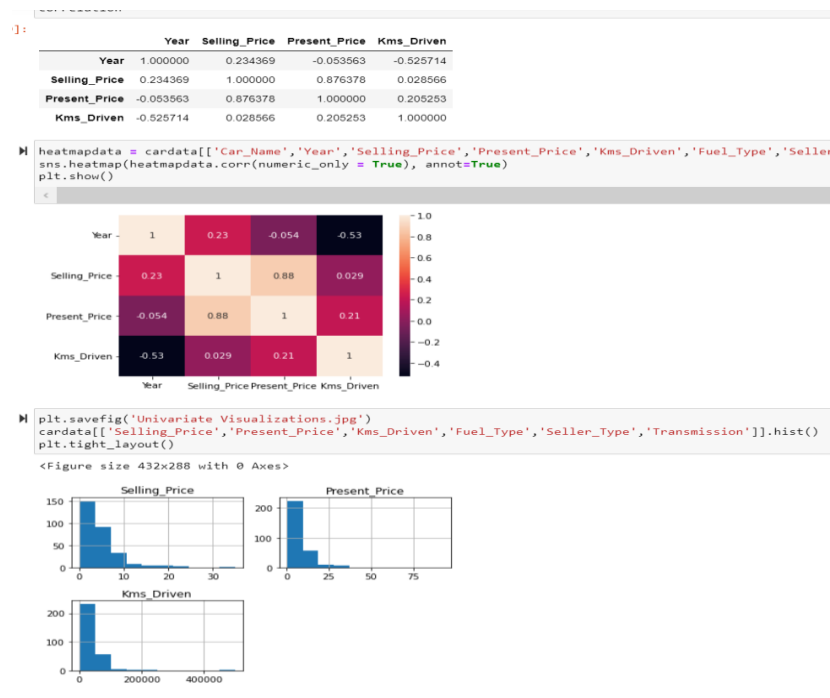 ]:
Year Selling_Price Present_Price Kms_Driven
Year 1.000000 0.234369 -0.053563 -0.525714
Selling_Price 0.234369 1.000000 0.876378 0.028566
Present_Price -0.053563 0.876378 1.000000 0.205253
Kms_Driven -0.525714 0.028566 0.205253 1.000000
heatmapdata = cardata[['Car_Name','Year','Selling_Price','Present_Price','Kms_Driven','Fuel_Type','Seller
sns.heatmap(heatmapdata.corr(numeric_only = True), annot=True)
plt.show()
1.0
Year 1 0.23 -0.054 -0.53
0.8
0.6
Selling_Price 0.23 1 0.88 0.029
0.4
0.2
Present_Price -0.054 0.88 1 0.21
0.0
-0.2
Kms_Driven -0.53 0.029 0.21 1
-0.4
Year Selling_Price Present_Price Kms_Driven
plt.savefig('Univariate Visualizations.jpg')
cardata[['Selling_Price','Present_Price','Kms_Driven','Fuel_Type','Seller_Type','Transmission']].hist()
plt.tight_layout()
<Figure size 432x288 with 0 Axes>
Selling_Price
150
100
50
0
0 10 20 30
Present_Price
200
100
0
0 25 50 75
Kms_Driven
200
100
0
0 200000 400000